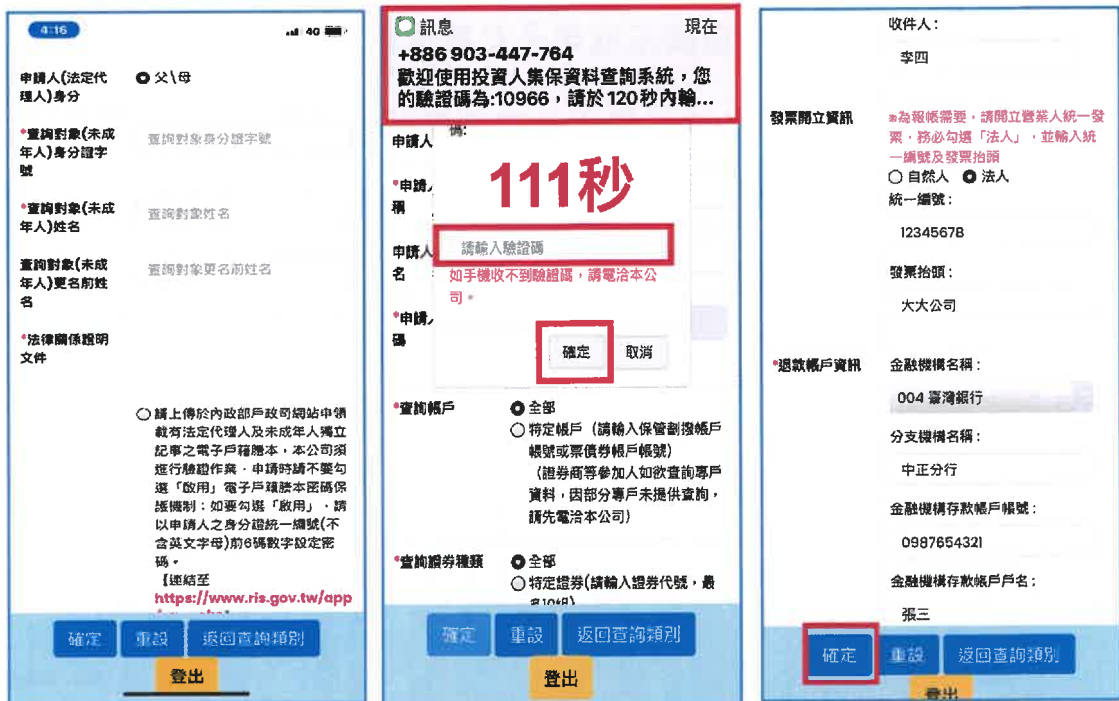 4:16
4G
申請人(法定代
理人)身分
父\母
*查詢對象(未成
年人)身分證字
號
查詢對象身分證字號
*查詢對象(未成
年人)姓名
查詢對象姓名
查詢對象(未成
年人)更名前姓
名
查詢對象更名前姓名
*法律關係證明
文件
請上傳於內政部戶政司網站申領
載有法定代理人及未成年人獨立
記事之電子戶籍謄本，本公司須
進行驗證作業，申請時請不要勾
選「啟用」電子戶籍謄本密碼保
護機制；如要勾選「啟用」，請
以申請人之身分證統一編號(不
含英文字母)前6碼數字設定密
碼。
【連結至
https://www.ris.gov.tw/app
確定
重設
返回查詢類別
登出
訊息
現在
+886 903-447-764
歡迎使用投資人集保資料查詢系統，您
的驗證碼為:10966，請於 120 秒內輸...
碼:
申請人
111秒
*申請
稱
請輸入驗證碼
申請人
名
如手機收不到驗證碼，請電洽本公
司。
*申請
碼
確定
取消
*查詢帳戶
全部
特定帳戶（請輸入保管劃撥帳戶
帳號或票債券帳戶帳號）
（證券商等參加人如欲查詢專戶
資料，因部分專戶未提供查詢，
請先電洽本公司）
*查詢證券種類
全部
特定證券(請輸入證券代號，最
多10組)
確定
重設
返回查詢類別
登出
收件人：
李四
發票開立資訊
※為報帳需要，請開立營業人統一發
票，務必勾選「法人」，並輸入統
一編號及發票抬頭
自然人
法人
統一編號：
12345678
發票抬頭：
大大公司
*退款帳戶資訊
金融機構名稱：
004 臺灣銀行
分支機構名稱：
中正分行
金融機構存款帳戶帳號：
0987654321
金融機構存款帳戶戶名：
張三
確定
重設
返回查詢類別
登出